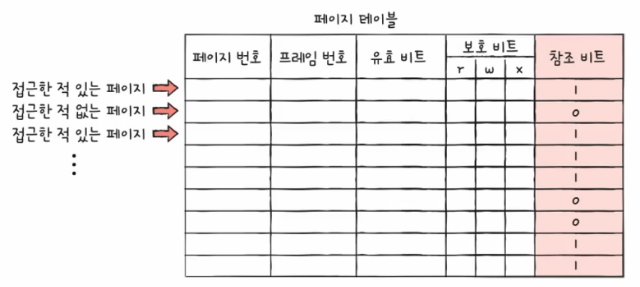 페이지 테이블
페이지 번호 프레임 번호 유효 비트 보호 비트 참조 비트
r w x
접근한 적 있는 페이지 1
접근한 적 없는 페이지 0
접근한 적 있는 페이지 1
1
1
0
0
1
1